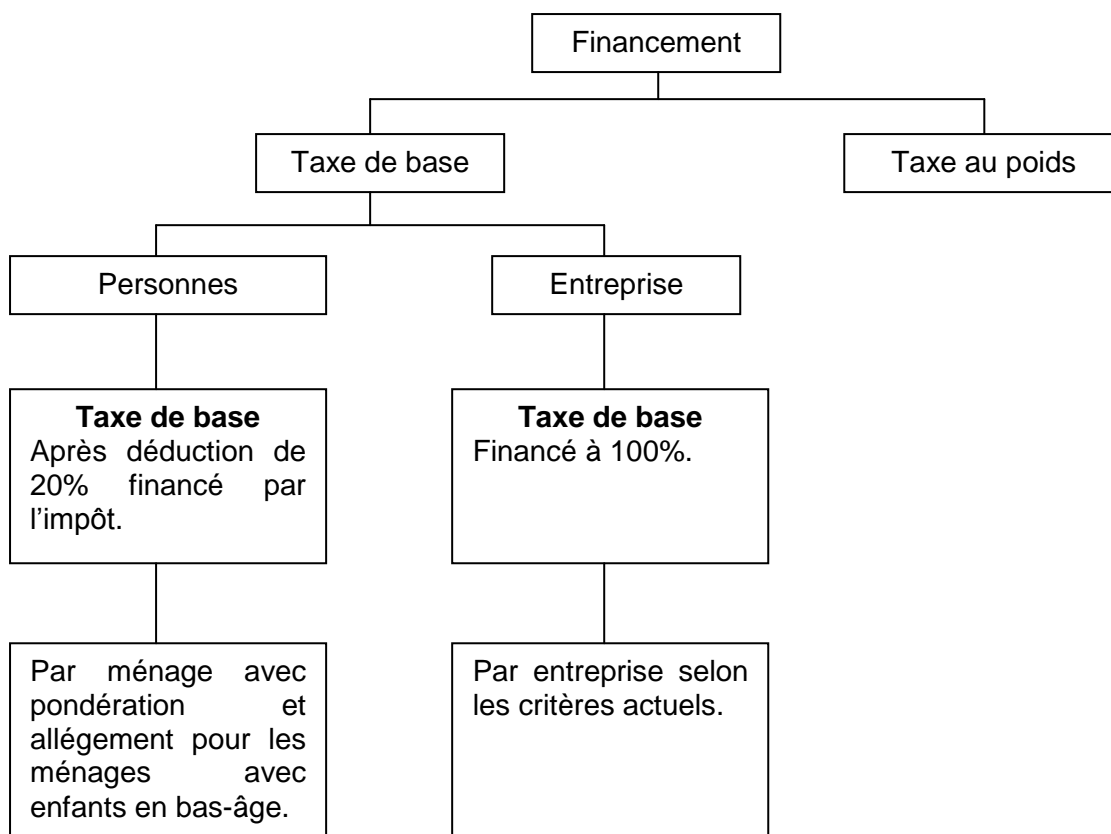 Financement
Taxe de base
Taxe au poids
Personnes
Entreprise
Taxe de base
Après déduction de
20% financé par
l’impôt.
Taxe de base
Financé à 100%.
Par ménage avec
pondération et
allégement pour les
ménages avec
enfants en bas-âge.
Par entreprise selon
les critères actuels.